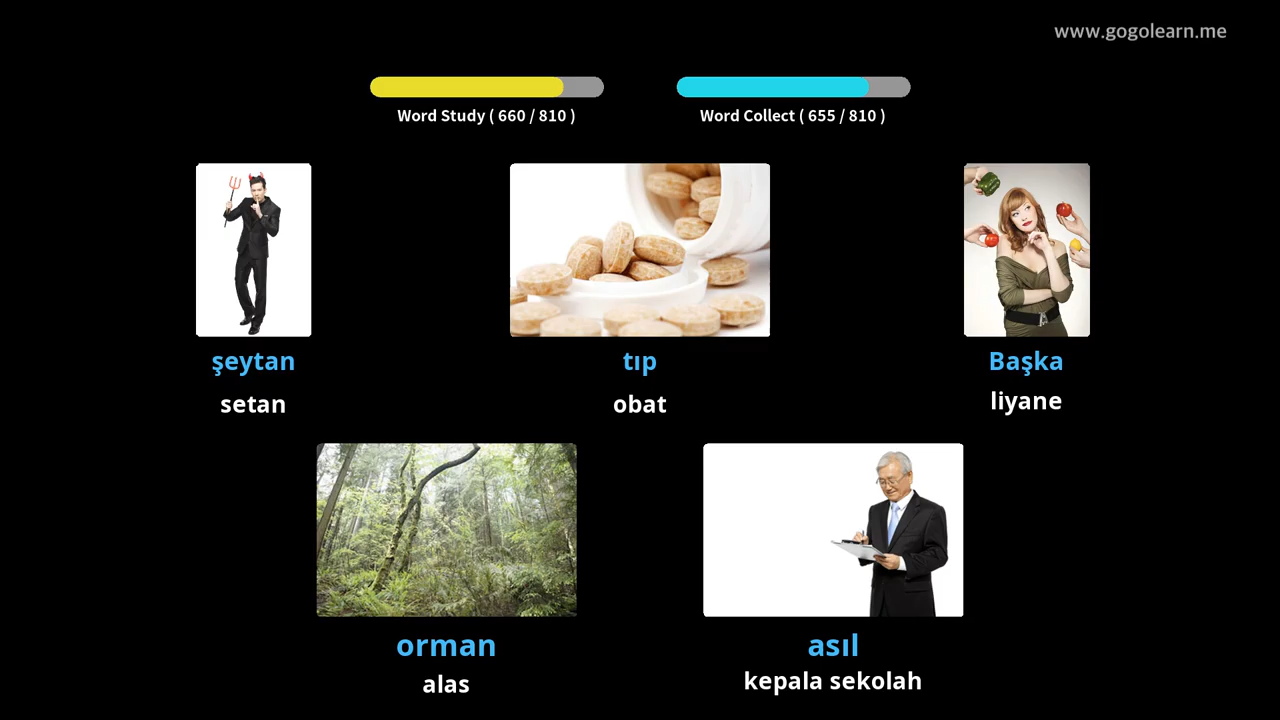 www.gogolearn.me
Word Study ( 660 / 810 )
Word Collect ( 655 / 810 )
şeytan
setan
tıp
obat
Başka
liyane
orman
alas
asıl
kepala sekolah